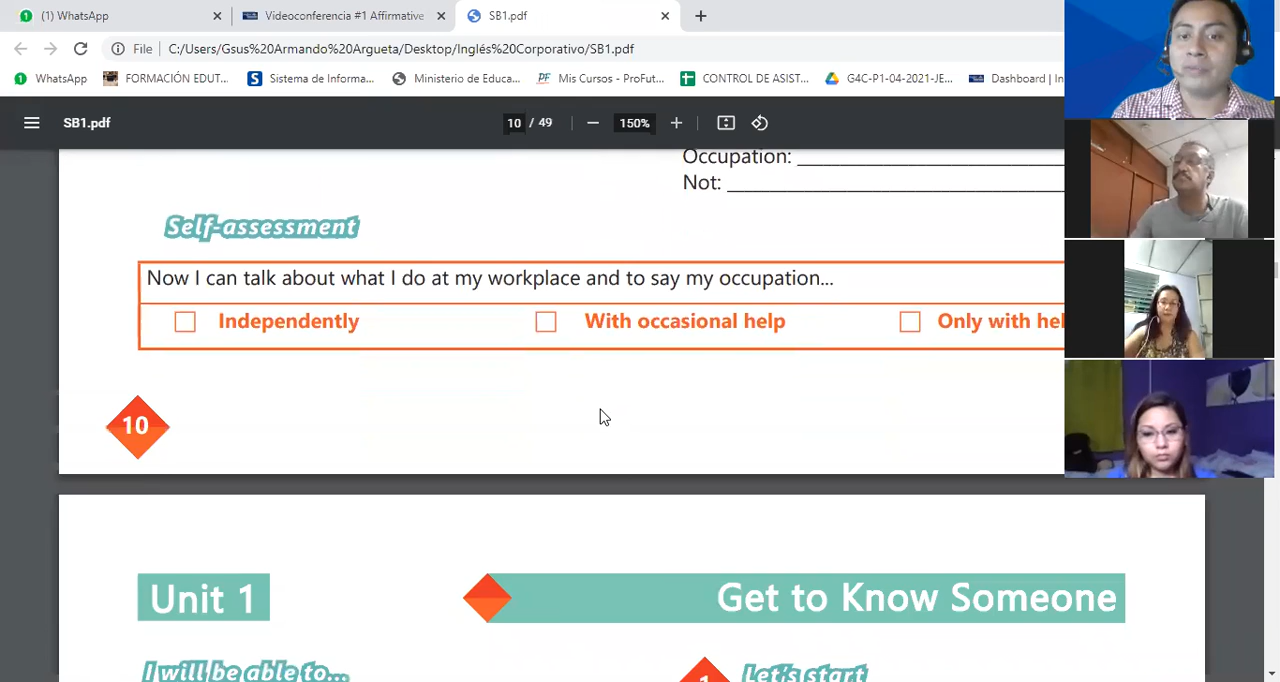 (1) WhatsApp
Videoconferencia #1 Affirmative
SB1.pdf
File
C:/Users/Gsus%20Armando%20Argueta/Desktop/Inglés%20Corporativo/SB1.pdf
WhatsApp
FORMACIÓN EDUT...
Sistema de Informa...
Ministerio de Educa...
Mis Cursos - ProFut...
CONTROL DE ASIST...
G4C-P1-04-2021-JE...
Dashboard | In
SB1.pdf
10 / 49
150%
Occupation:
Not:
Self-assessment
Now I can talk about what I do at my workplace and to say my occupation...
Independently
With occasional help
Only with hel
10
Unit 1
Get to Know Someone
I will be able to...
1
Let's start